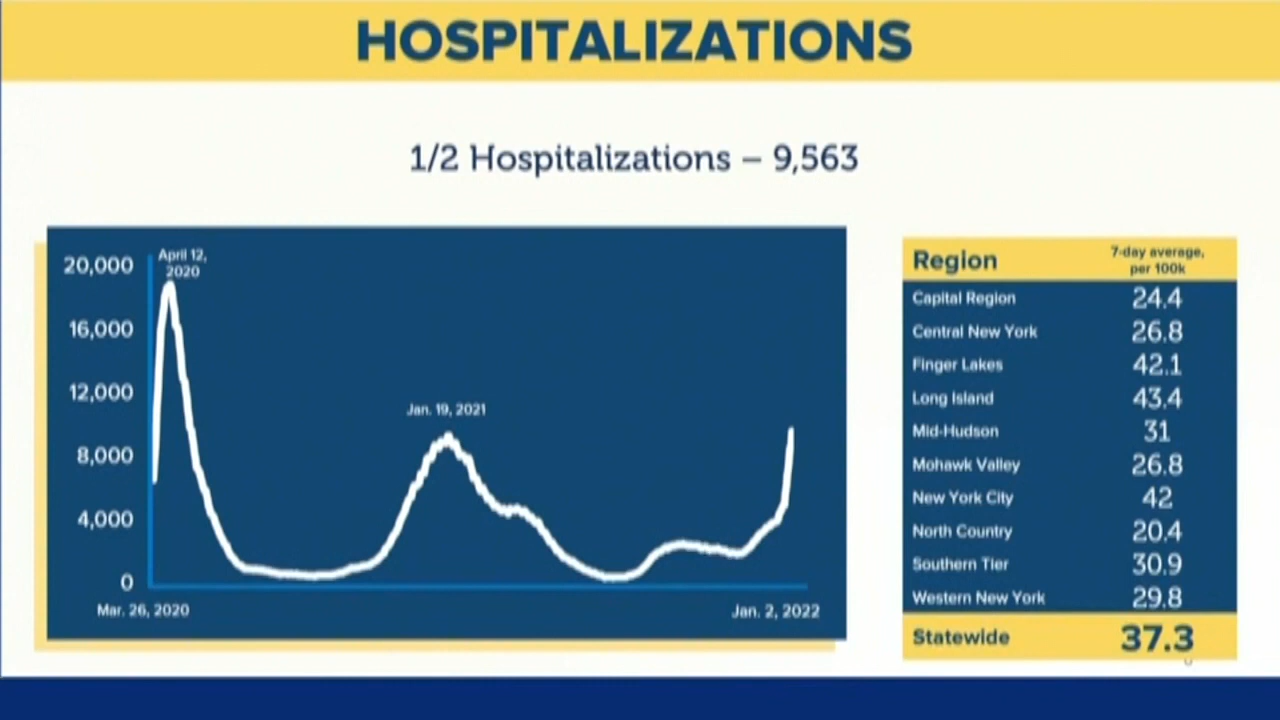 HOSPITALIZATIONS
1/2 Hospitalizations – 9,563
20,000
16,000
12,000
8,000
4,000
0
April 12,
2020
Jan. 19, 2021
Mar. 26, 2020
Jan. 2, 2022
Region 7-day average,
per 100k
Capital Region 24.4
Central New York 26.8
Finger Lakes 42.1
Long Island 43.4
Mid-Hudson 31
Mohawk Valley 26.8
New York City 42
North Country 20.4
Southern Tier 30.9
Western New York 29.8
Statewide 37.3